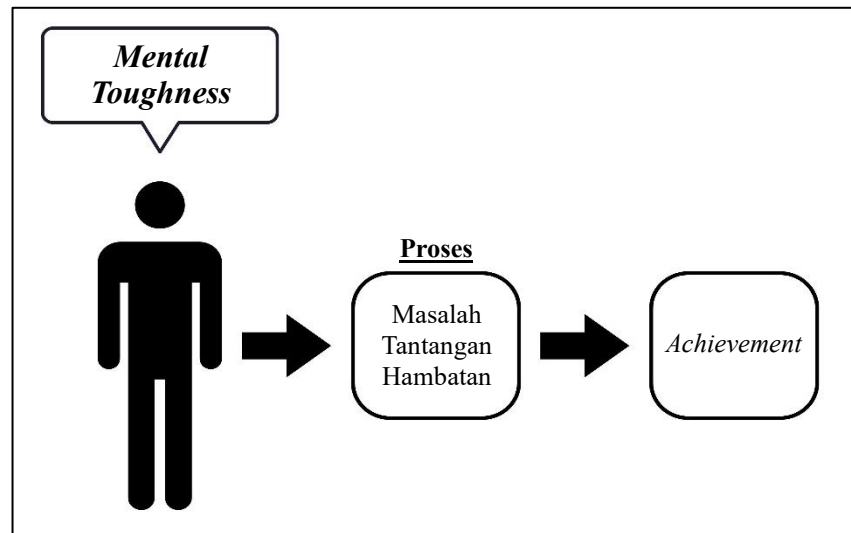 Mental
Toughness
Proses
Masalah
Tantangan
Hambatan
Achievement